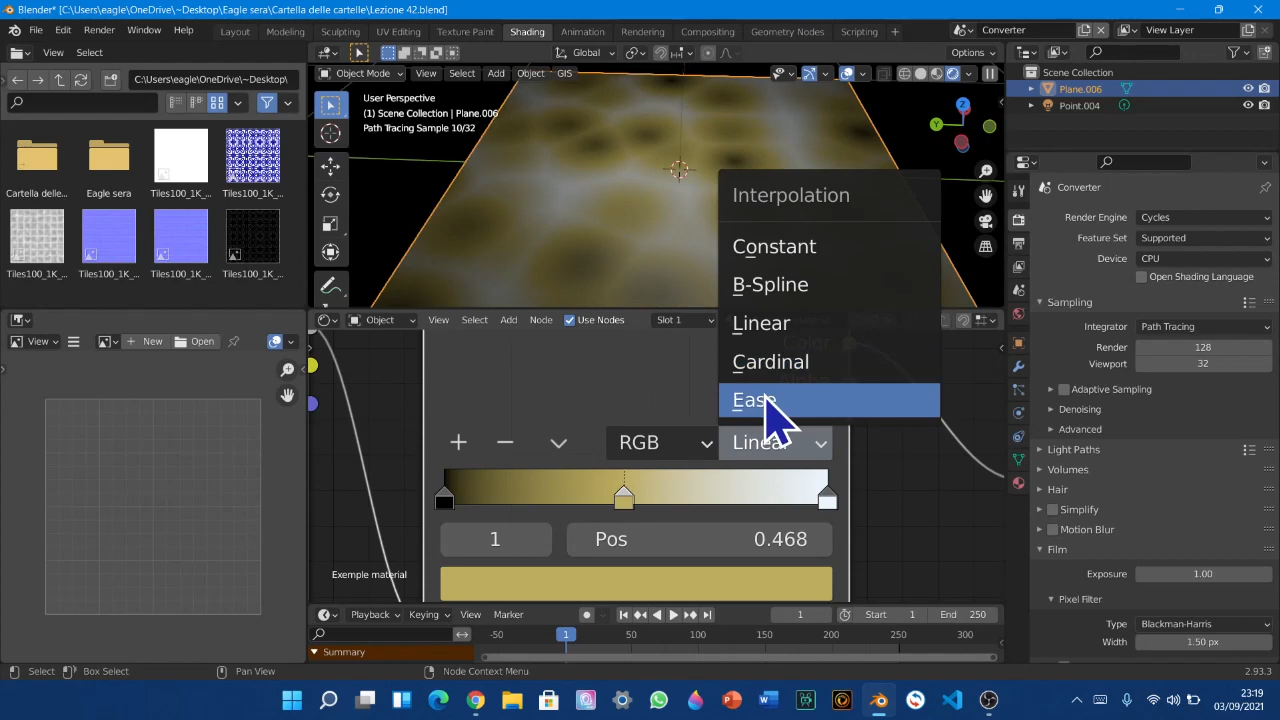 Blender* [C:\Users\eagle\OneDrive\~Desktop\Eagle sera\Cartella delle cartelle\Lezione 42.blend]
File Edit Render Window Help Layout Modeling Sculpting UV Editing Texture Paint Shading Animation Rendering Compositing Geometry Nodes Scripting + Converter View Layer
View Select Global Options
C:\Users\eagle\OneDrive\~Desktop\
Object Mode View Select Add Object GIS
Scene Collection
User Perspective
(1) Scene Collection | Plane.006
Path Tracing Sample 10/32
Plane.006
Point.004
Cartella delle... Eagle sera Tiles100_1K_... Tiles100_1K_...
Tiles100_1K_... Tiles100_1K_... Tiles100_1K_... Tiles100_1K_...
Z
Y
Interpolation
Constant
B-Spline
Linear
Cardinal
Ease
Color
Converter
Render Engine Cycles
Feature Set Supported
Device CPU
Open Shading Language
Sampling
Integrator Path Tracing
Render 128
Viewport 32
Adaptive Sampling
Denoising
Advanced
Light Paths
Volumes
Hair
Simplify
Motion Blur
Film
Exposure 1.00
Pixel Filter
Type Blackman-Harris
Width 1.50 px
View New Open
Object View Select Add Node Use Nodes Slot 1
+ − RGB Linear
1 Pos 0.468
Exemple material
Playback Keying View Marker 1 Start 1 End 250
-50 1 50 100 150 200 250 300
Summary
Select Box Select Pan View Node Context Menu 2.93.3
23:19
03/09/2021